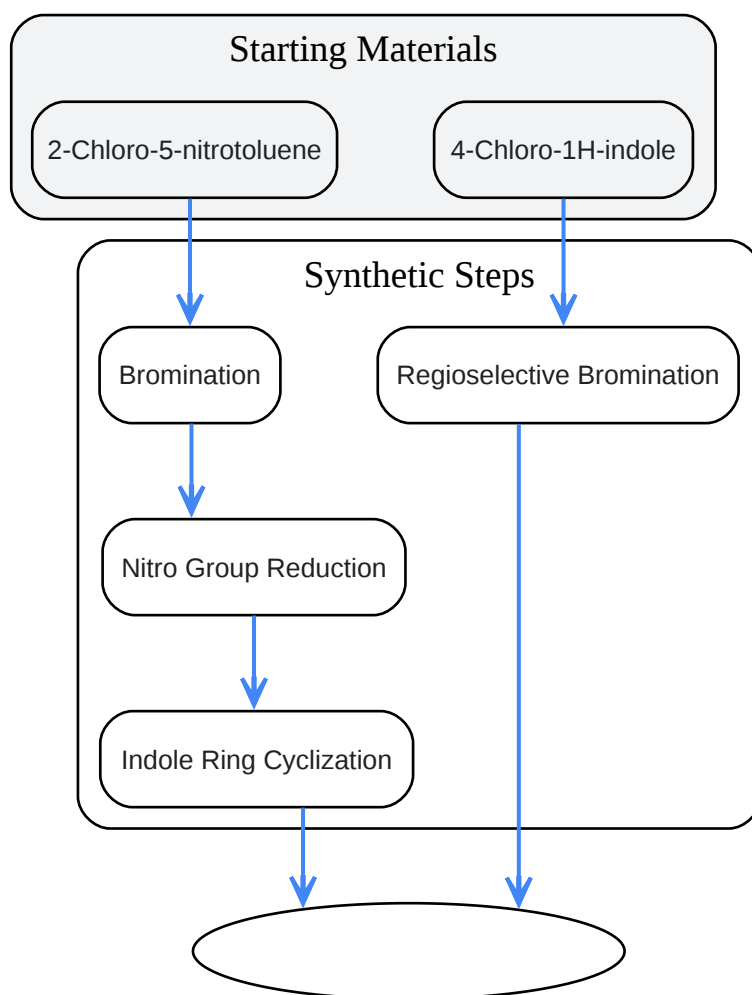 Starting Materials
2-Chloro-5-nitrotoluene
4-Chloro-1H-indole
Synthetic Steps
Bromination
Regioselective Bromination
Nitro Group Reduction
Indole Ring Cyclization